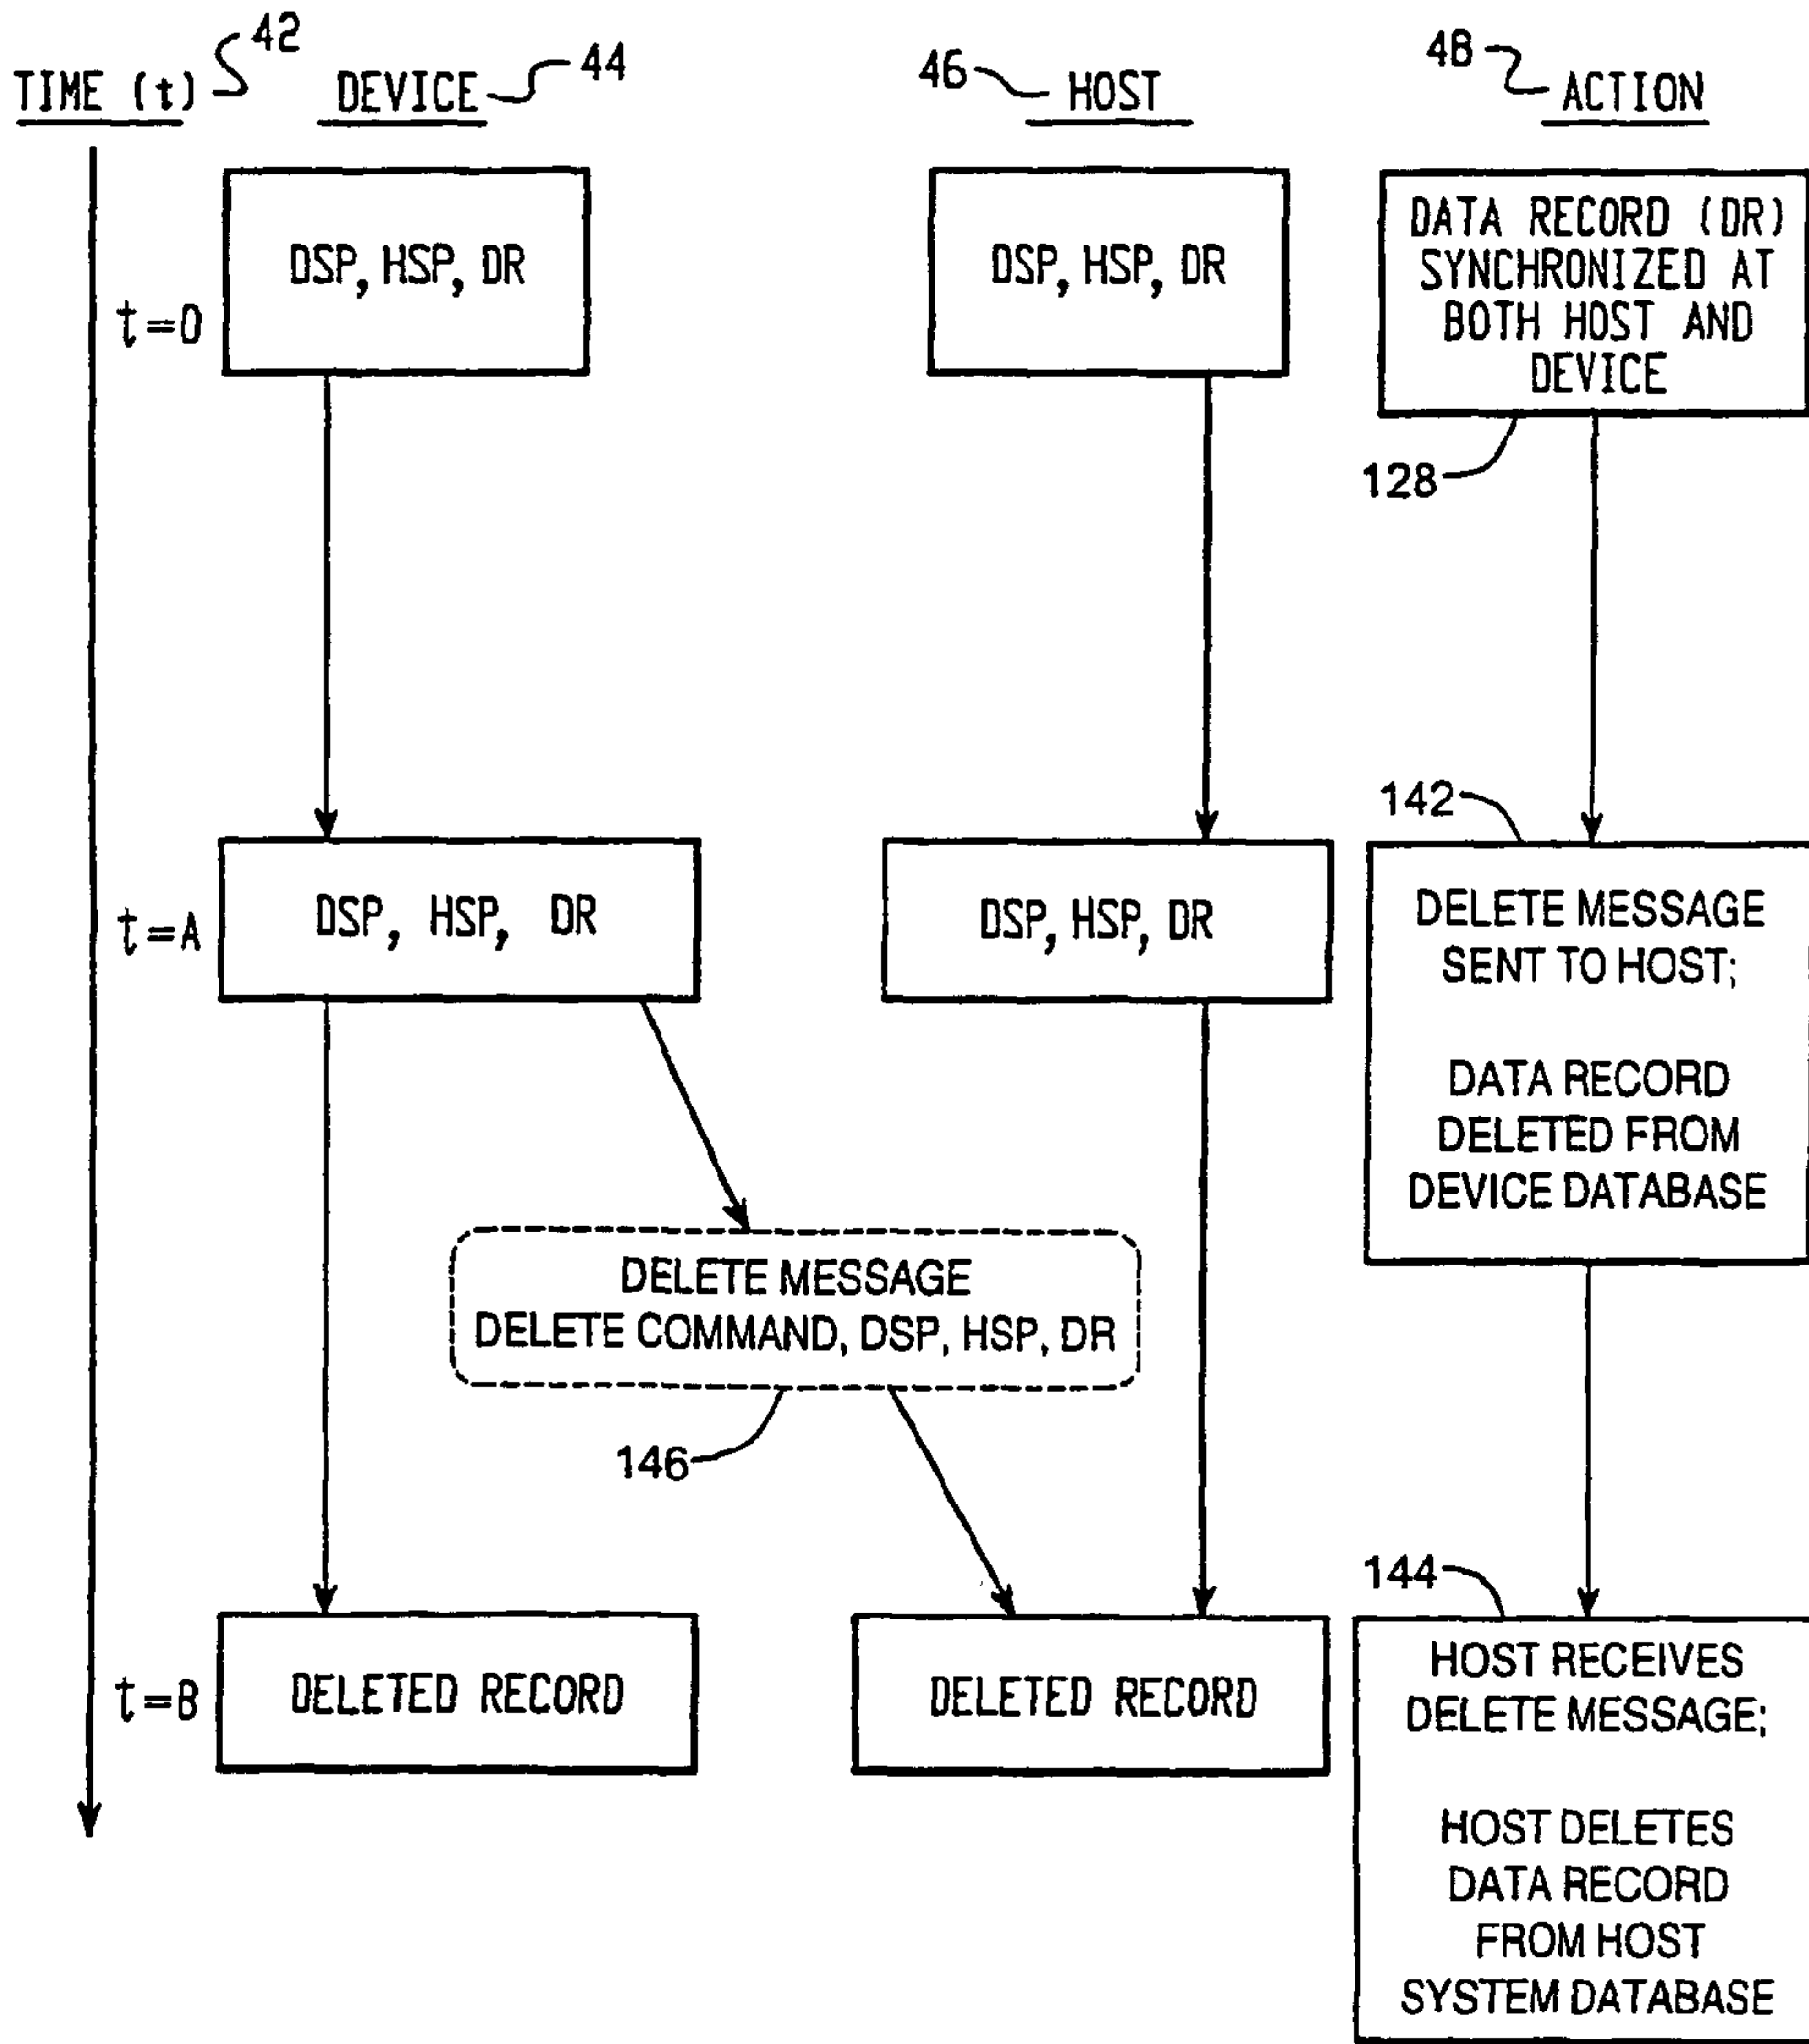 42
44
46
48
TIME (t)
DEVICE
HOST
ACTION
t=0
DSP, HSP, DR
DSP, HSP, DR
DATA RECORD (DR)
SYNCHRONIZED AT
BOTH HOST AND
DEVICE
128
142
t=A
DSP, HSP, DR
DSP, HSP, DR
DELETE MESSAGE
SENT TO HOST;
DATA RECORD
DELETED FROM
DEVICE DATABASE
DELETE MESSAGE
DELETE COMMAND, DSP, HSP, DR
146
144
t=B
DELETED RECORD
DELETED RECORD
HOST RECEIVES
DELETE MESSAGE;
HOST DELETES
DATA RECORD
FROM HOST
SYSTEM DATABASE